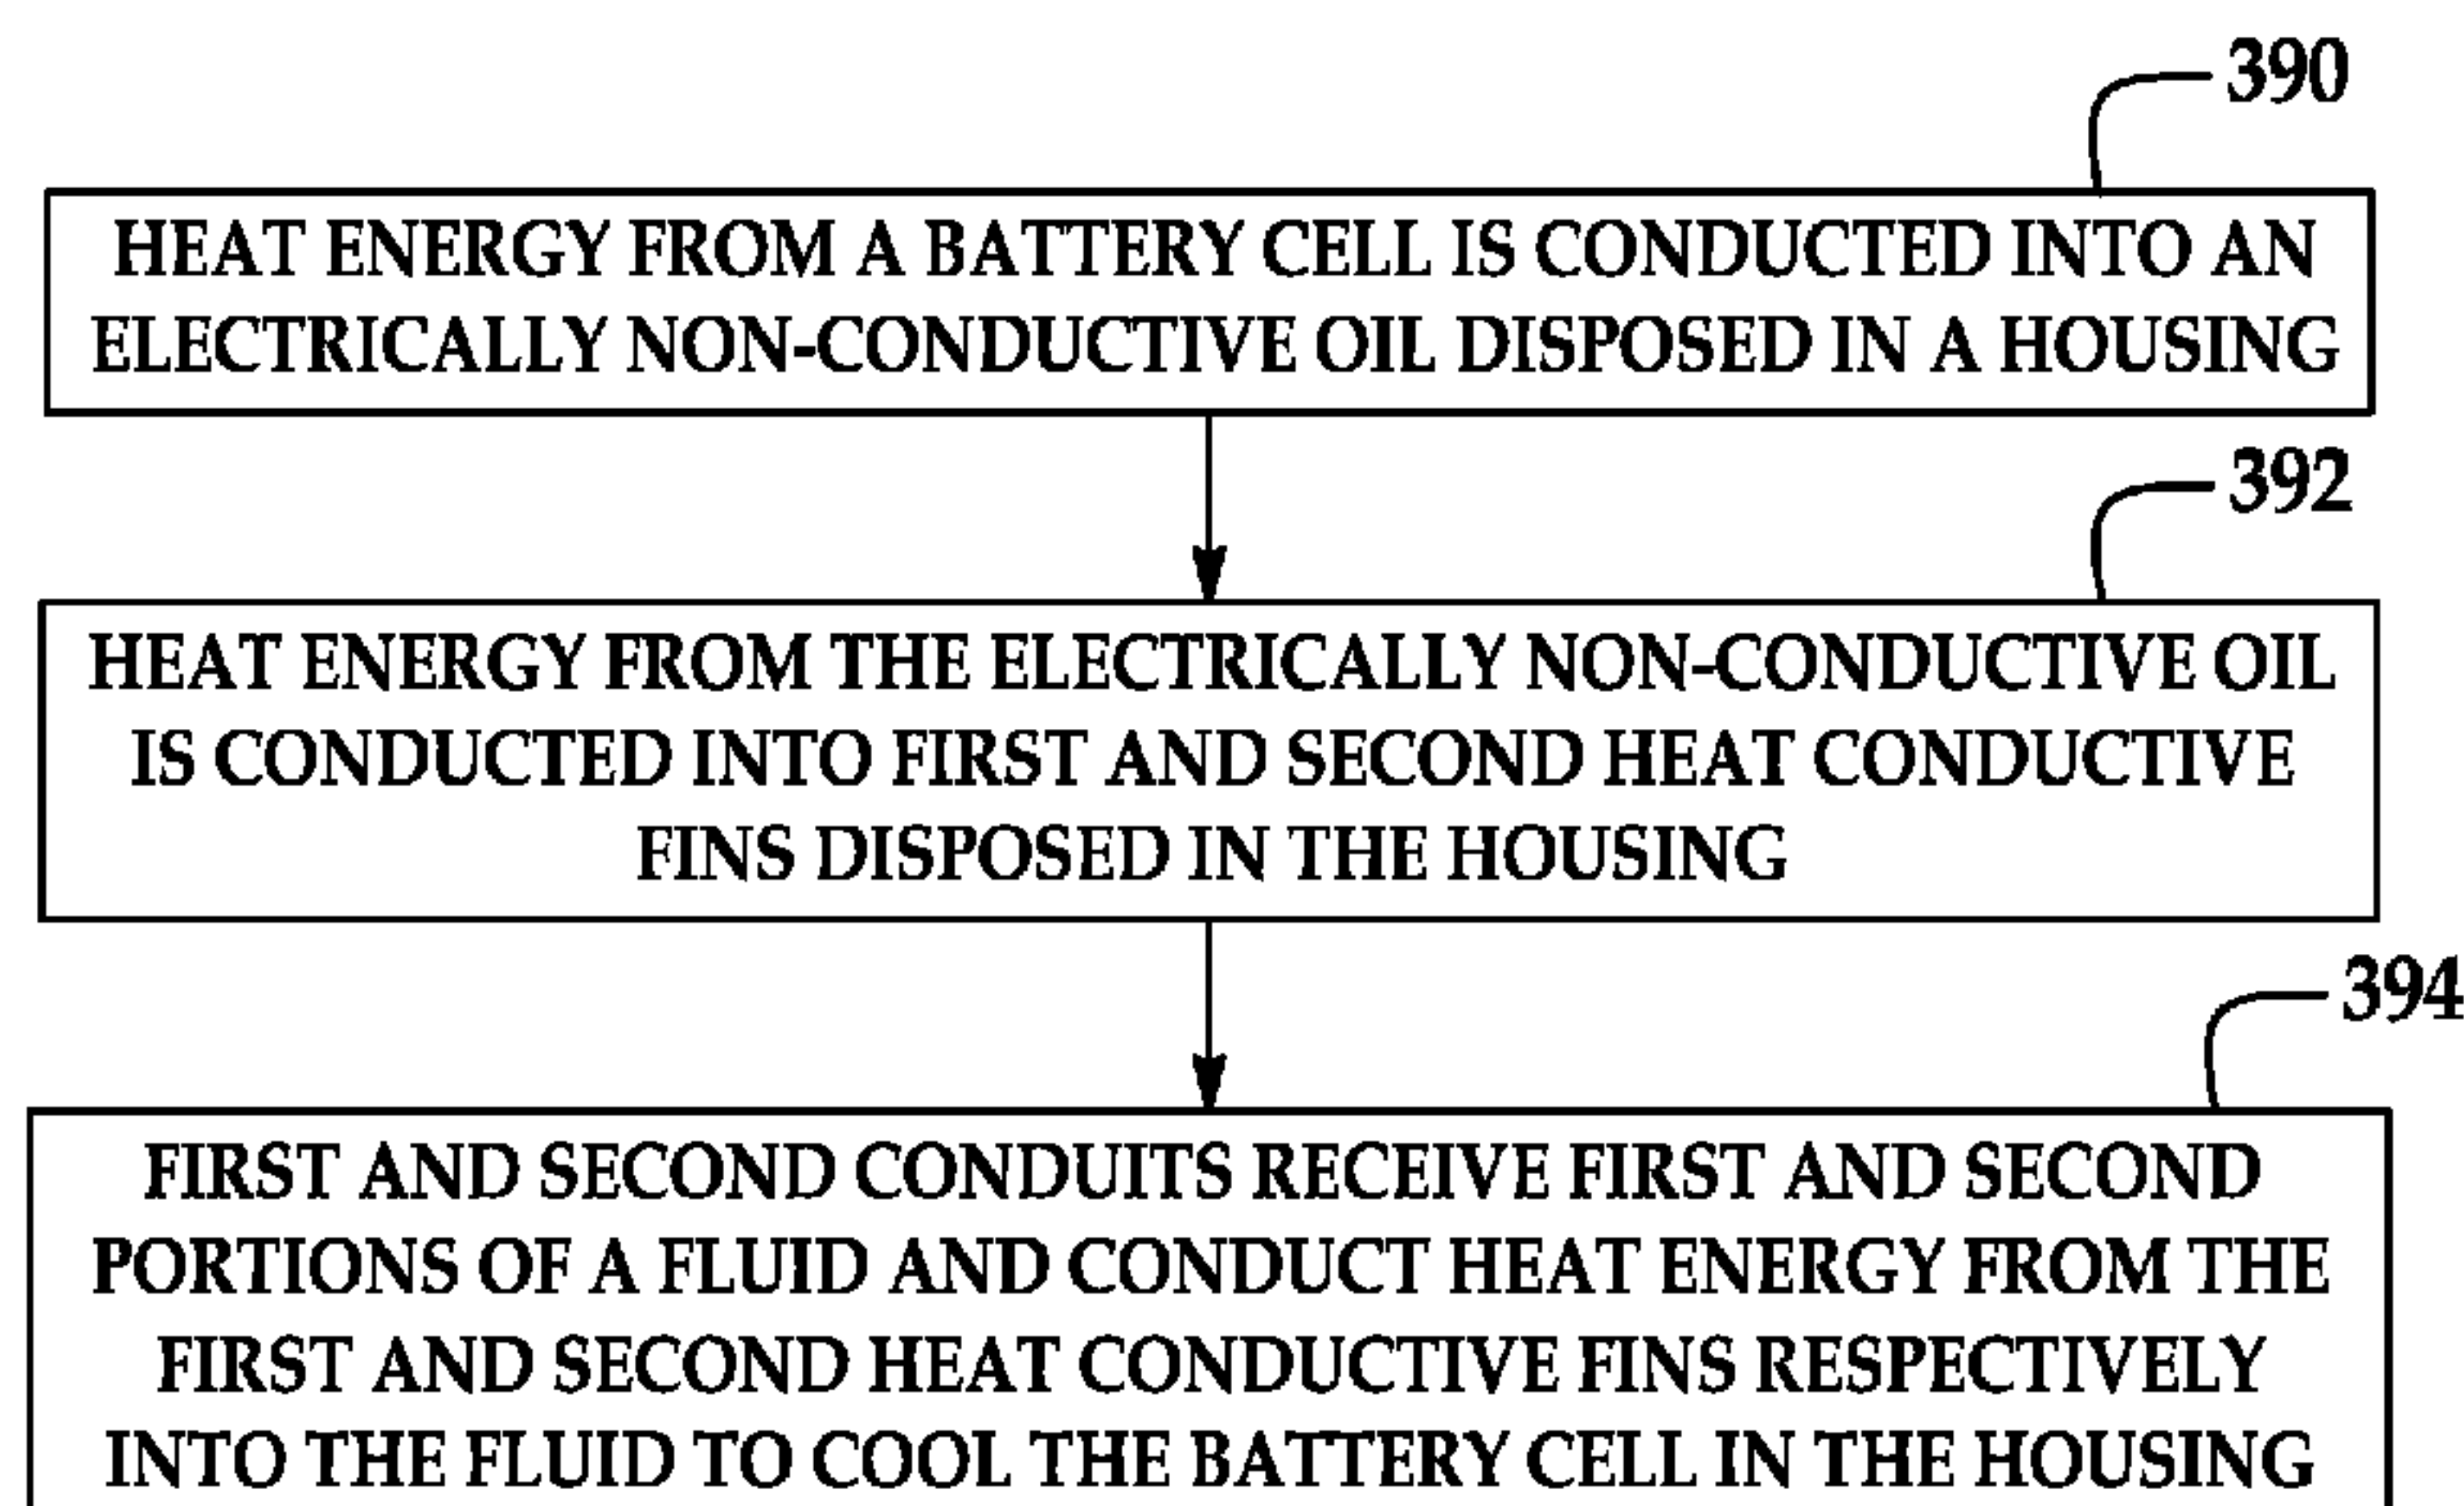 390
HEAT ENERGY FROM A BATTERY CELL IS CONDUCTED INTO AN
ELECTRICALLY NON-CONDUCTIVE OIL DISPOSED IN A HOUSING
392
HEAT ENERGY FROM THE ELECTRICALLY NON-CONDUCTIVE OIL
IS CONDUCTED INTO FIRST AND SECOND HEAT CONDUCTIVE
FINS DISPOSED IN THE HOUSING
394
FIRST AND SECOND CONDUITS RECEIVE FIRST AND SECOND
PORTIONS OF A FLUID AND CONDUCT HEAT ENERGY FROM THE
FIRST AND SECOND HEAT CONDUCTIVE FINS RESPECTIVELY
INTO THE FLUID TO COOL THE BATTERY CELL IN THE HOUSING